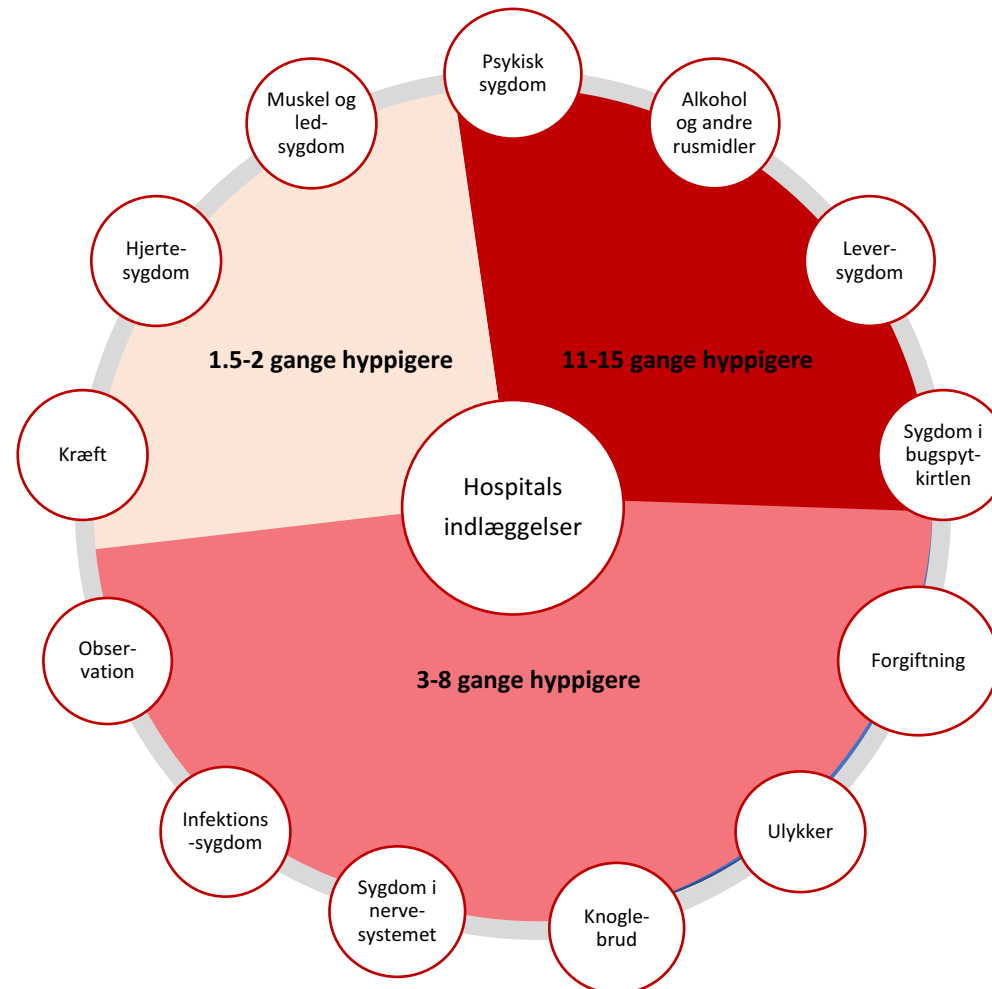 Psykisk
sygdom
Alkohol
og andre
rusmidler
Lever-
sygdom
Sygdom i
bugspyt-
kirtlen
Forgiftning
Ulykker
Knogle-
brud
Sygdom i
nerve-
systemet
Infektions
-sygdom
Obser-
vation
Kræft
Hjerte-
sygdom
Muskel og
led-
sygdom
1.5-2 gange hyppigere
11-15 gange hyppigere
Hospitals
indlæggelser
3-8 gange hyppigere